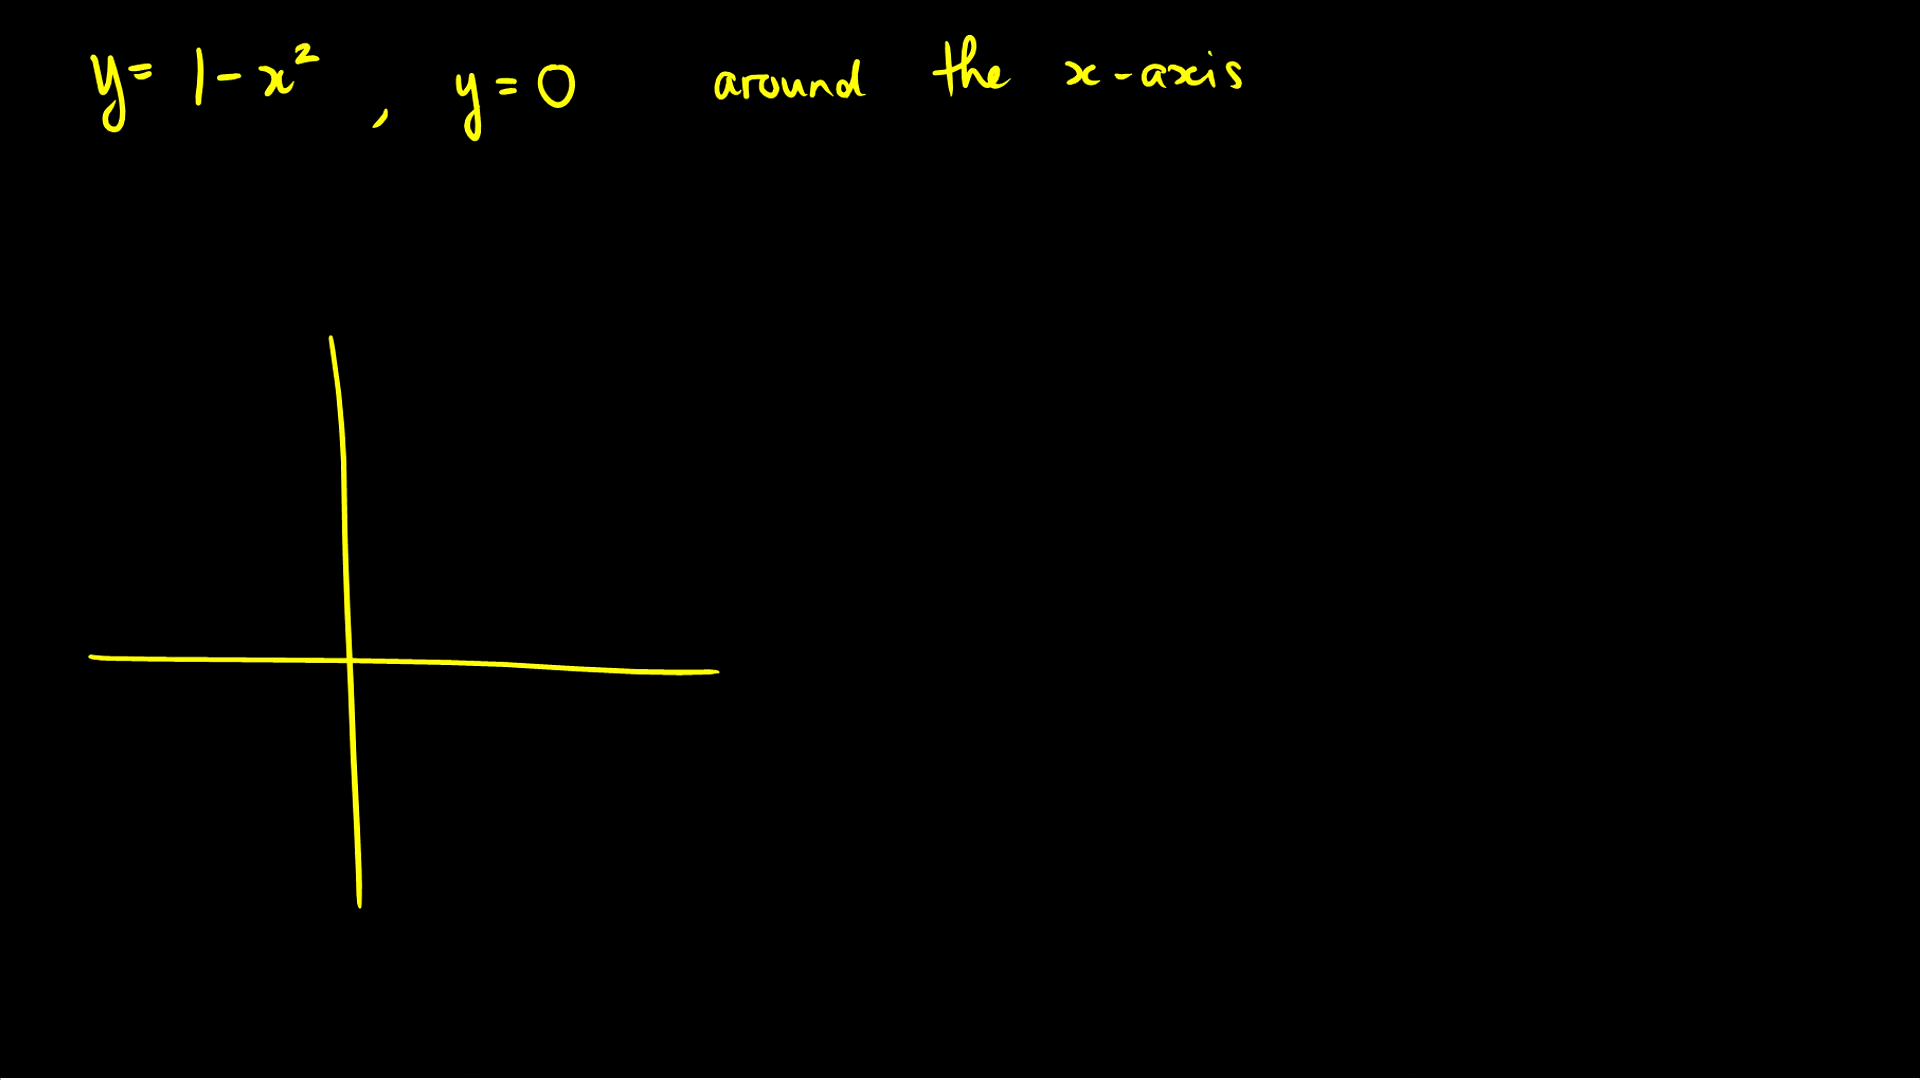 y = 1 - x² , y = 0 around the x-axis